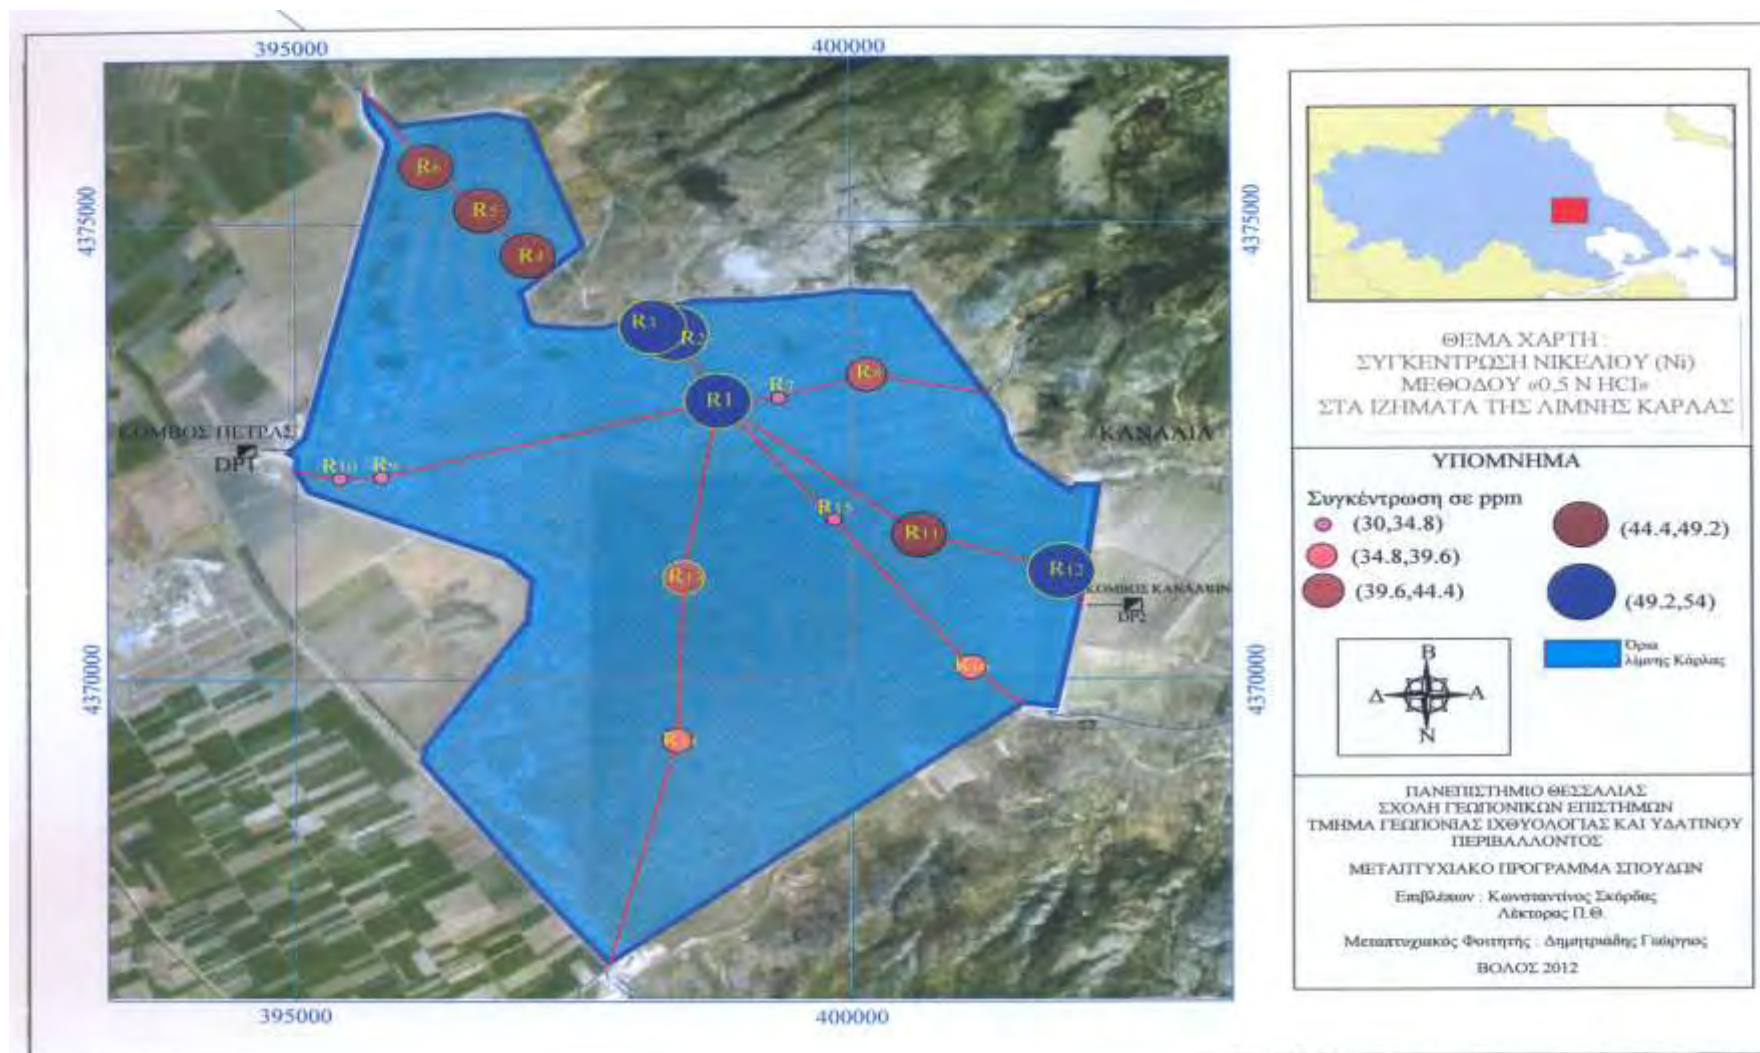 395000
400000
4375000
4375000
4370000
4370000
R6
R5
R4
R3
R2
R1
R7
R8
ΚΟΜΒΟΣ ΠΕΤΡΑΣ
DP1
R10
R9
ΚΑΝΑΛΙΑ
R15
R11
R12
R13
ΚΟΜΒΟΣ ΚΑΝΑΛΙΩΝ
DP2
395000
400000
ΘΕΜΑ ΧΑΡΤΗ :
ΣΥΓΚΕΝΤΡΩΣΗ ΝΙΚΕΛΙΟΥ (Ni)
ΜΕΘΟΔΟΥ «0,5 N HCI»
ΣΤΑ ΙΖΗΜΑΤΑ ΤΗΣ ΛΙΜΝΗΣ ΚΑΡΛΑΣ
ΥΠΟΜΝΗΜΑ
Συγκέντρωση σε ppm
(30,34.8)
(34.8,39.6)
(39.6,44.4)
(44.4,49.2)
(49.2,54)
Όρια
λίμνης Κάρλας
Β
Δ
Α
Ν
ΠΑΝΕΠΙΣΤΗΜΙΟ ΘΕΣΣΑΛΙΑΣ
ΣΧΟΛΗ ΓΕΩΠΟΝΙΚΩΝ ΕΠΙΣΤΗΜΩΝ
ΤΜΗΜΑ ΓΕΩΠΟΝΙΑΣ ΙΧΘΥΟΛΟΓΙΑΣ ΚΑΙ ΥΔΑΤΙΝΟΥ
ΠΕΡΙΒΑΛΛΟΝΤΟΣ
ΜΕΤΑΠΤΥΧΙΑΚΟ ΠΡΟΓΡΑΜΜΑ ΣΠΟΥΔΩΝ
Επιβλέπων : Κωνσταντίνος Σκόρδας
Λέκτορας Π.Θ.
Μεταπτυχιακός Φοιτητής : Δημητριάδης Γιώργιος
ΒΟΛΟΣ 2012